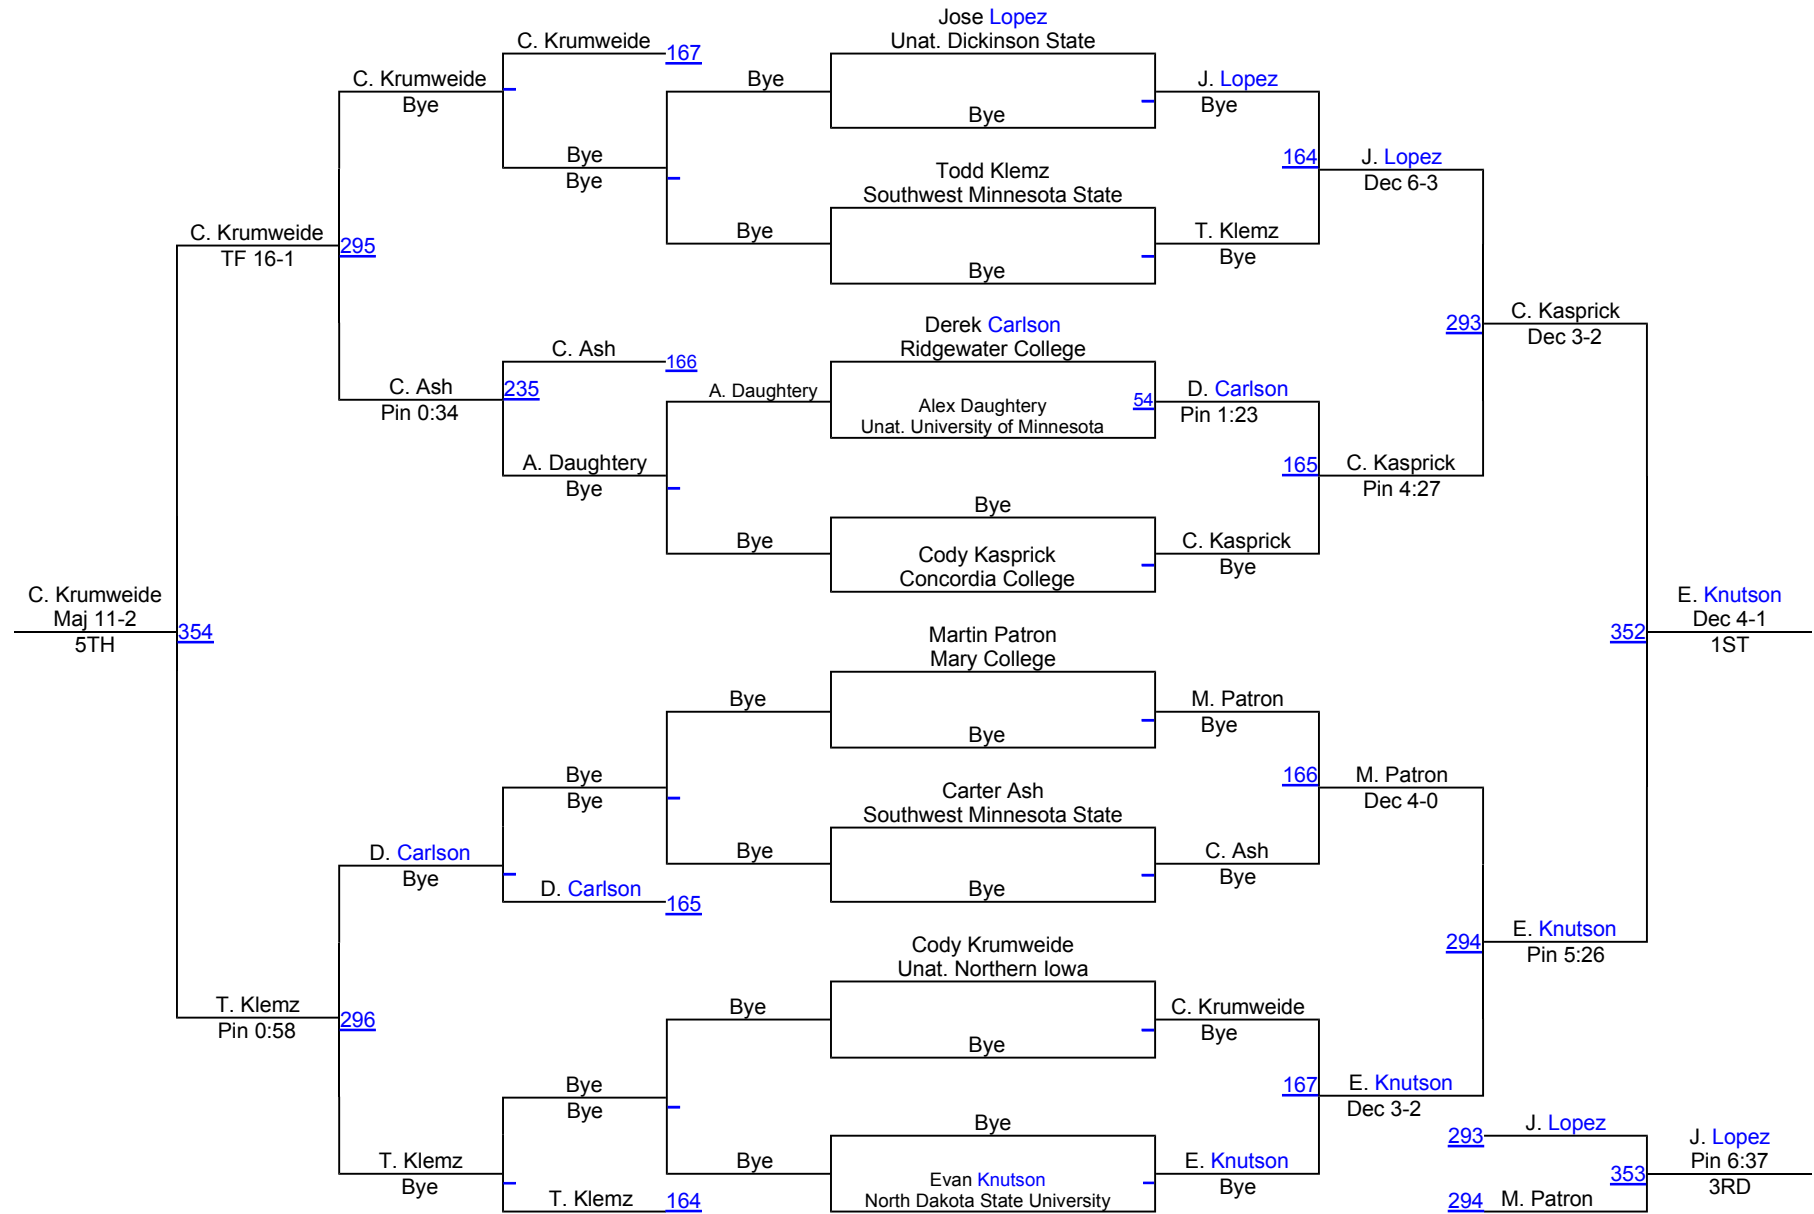 Jose Lopez
Unat. Dickinson State
C. Krumweide
167
C. Krumweide
Bye
Bye
J. Lopez
Bye
Bye
Bye
Bye
164
J. Lopez
Dec 6-3
Todd Klemz
Southwest Minnesota State
C. Krumweide
TF 16-1
295
Bye
T. Klemz
Bye
Bye
Derek Carlson
Ridgewater College
293
C. Kasprick
Dec 3-2
C. Ash
166
C. Ash
Pin 0:34
235
A. Daughtery
Alex Daughtery
Unat. University of Minnesota
54
D. Carlson
Pin 1:23
A. Daughtery
Bye
165
C. Kasprick
Pin 4:27
Bye
Bye
Cody Kasprick
Concordia College
C. Kasprick
Bye
C. Krumweide
Maj 11-2
5TH
354
352
E. Knutson
Dec 4-1
1ST
Martin Patron
Mary College
Bye
Bye
M. Patron
Bye
Bye
Bye
166
M. Patron
Dec 4-0
Carter Ash
Southwest Minnesota State
D. Carlson
Bye
Bye
C. Ash
Bye
Bye
D. Carlson
165
Cody Krumweide
Unat. Northern Iowa
294
E. Knutson
Pin 5:26
T. Klemz
Pin 0:58
296
Bye
Bye
C. Krumweide
Bye
Bye
Bye
167
E. Knutson
Dec 3-2
Bye
293
J. Lopez
T. Klemz
Bye
Bye
Evan Knutson
North Dakota State University
E. Knutson
Bye
353
J. Lopez
Pin 6:37
3RD
T. Klemz
164
294
M. Patron